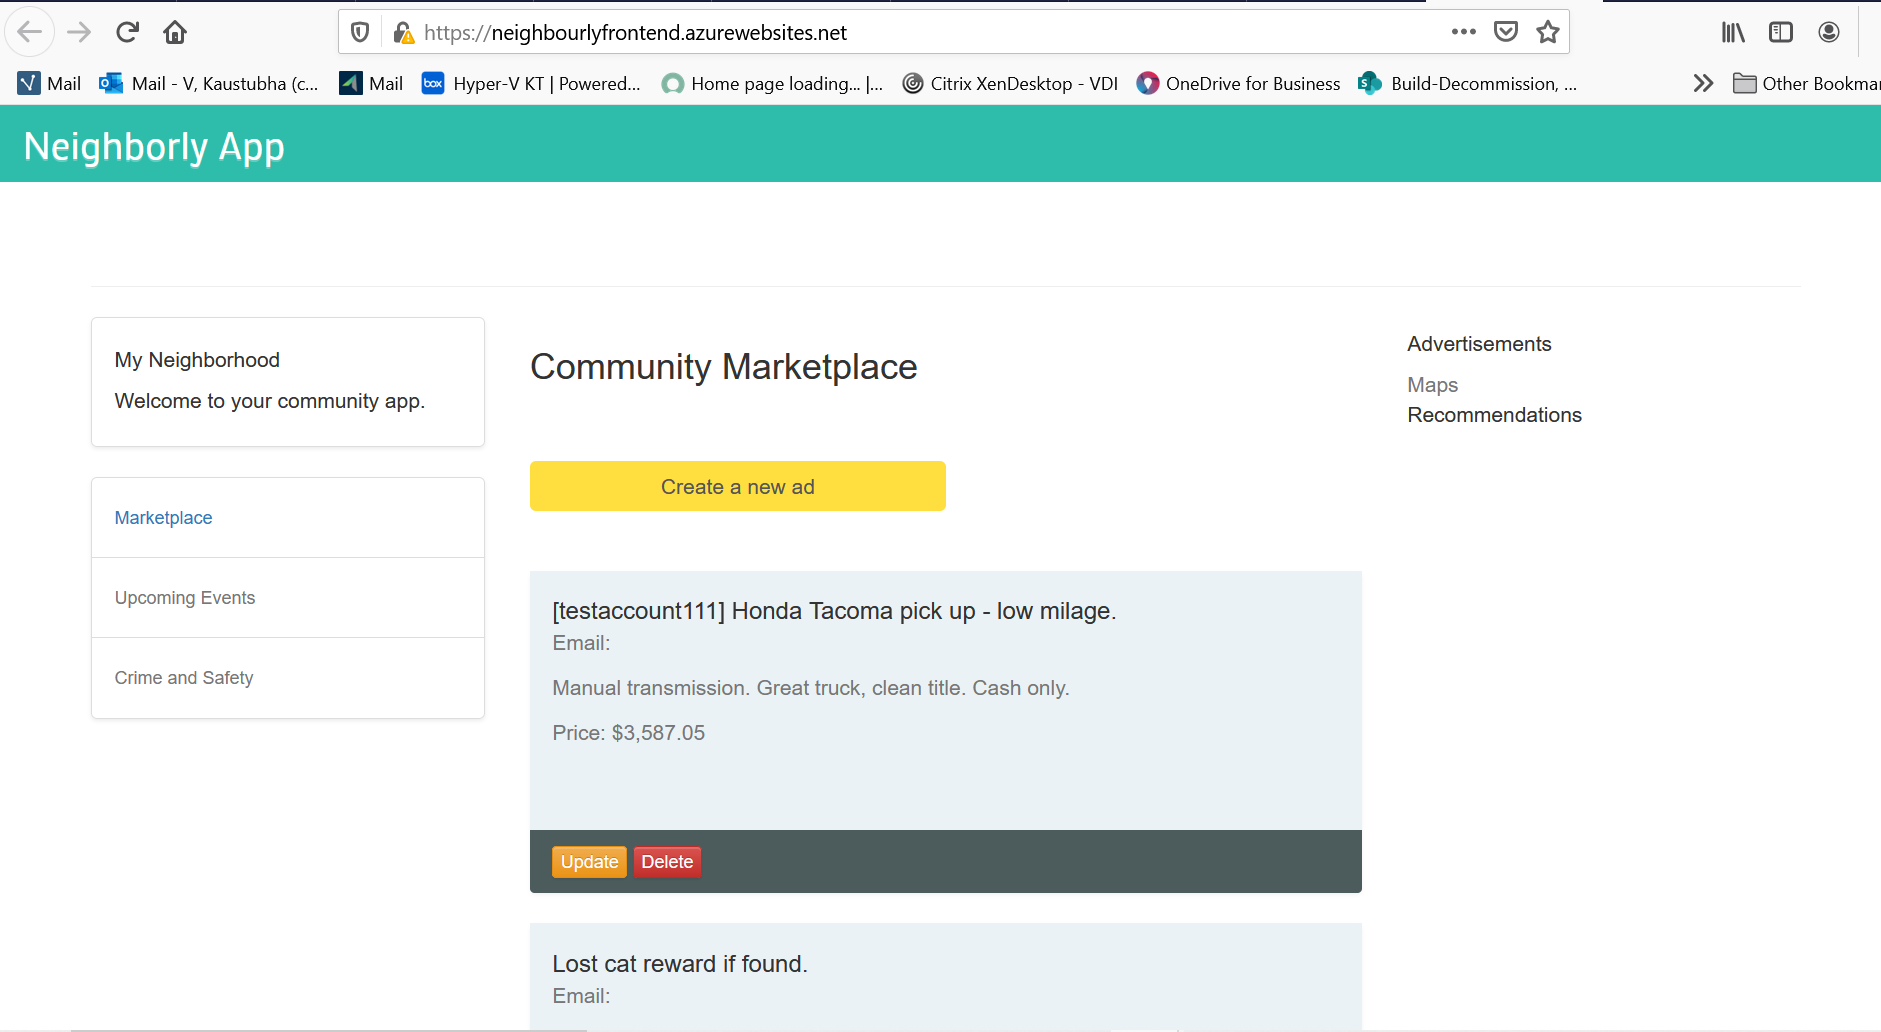 https://neighbourlyfrontend.azurewebsites.net
Mail
Mail - V, Kaustubha (c...
Mail
box
Hyper-V KT | Powered...
Home page loading... |...
Citrix XenDesktop - VDI
OneDrive for Business
Build-Decommission, ...
Other Bookmar
Neighborly App
My Neighborhood
Welcome to your community app.
Marketplace
Upcoming Events
Crime and Safety
Community Marketplace
Create a new ad
[testaccount111] Honda Tacoma pick up - low milage.
Email:
Manual transmission. Great truck, clean title. Cash only.
Price: $3,587.05
Update Delete
Lost cat reward if found.
Email:
Advertisements
Maps
Recommendations